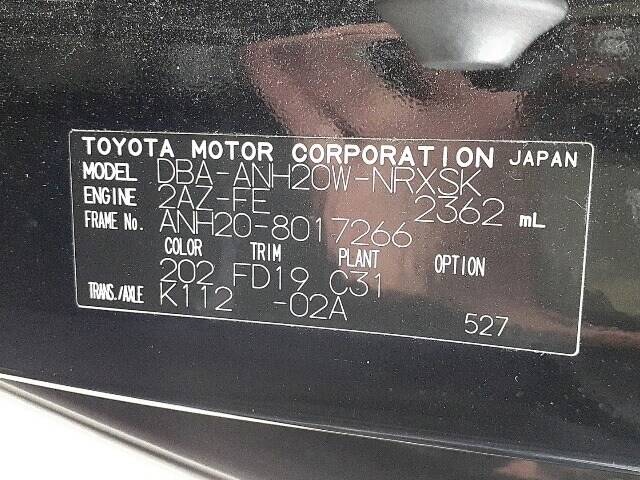 TOYOTA MOTOR CORPORATION JAPAN
MODEL DBA-ANH20W-NRXSK
ENGINE 2AZ-FE 2362 mL
FRAME No. ANH20-8017266
COLOR TRIM PLANT OPTION
202 FD19 C31
TRANS./AXLE K112 -02A
527